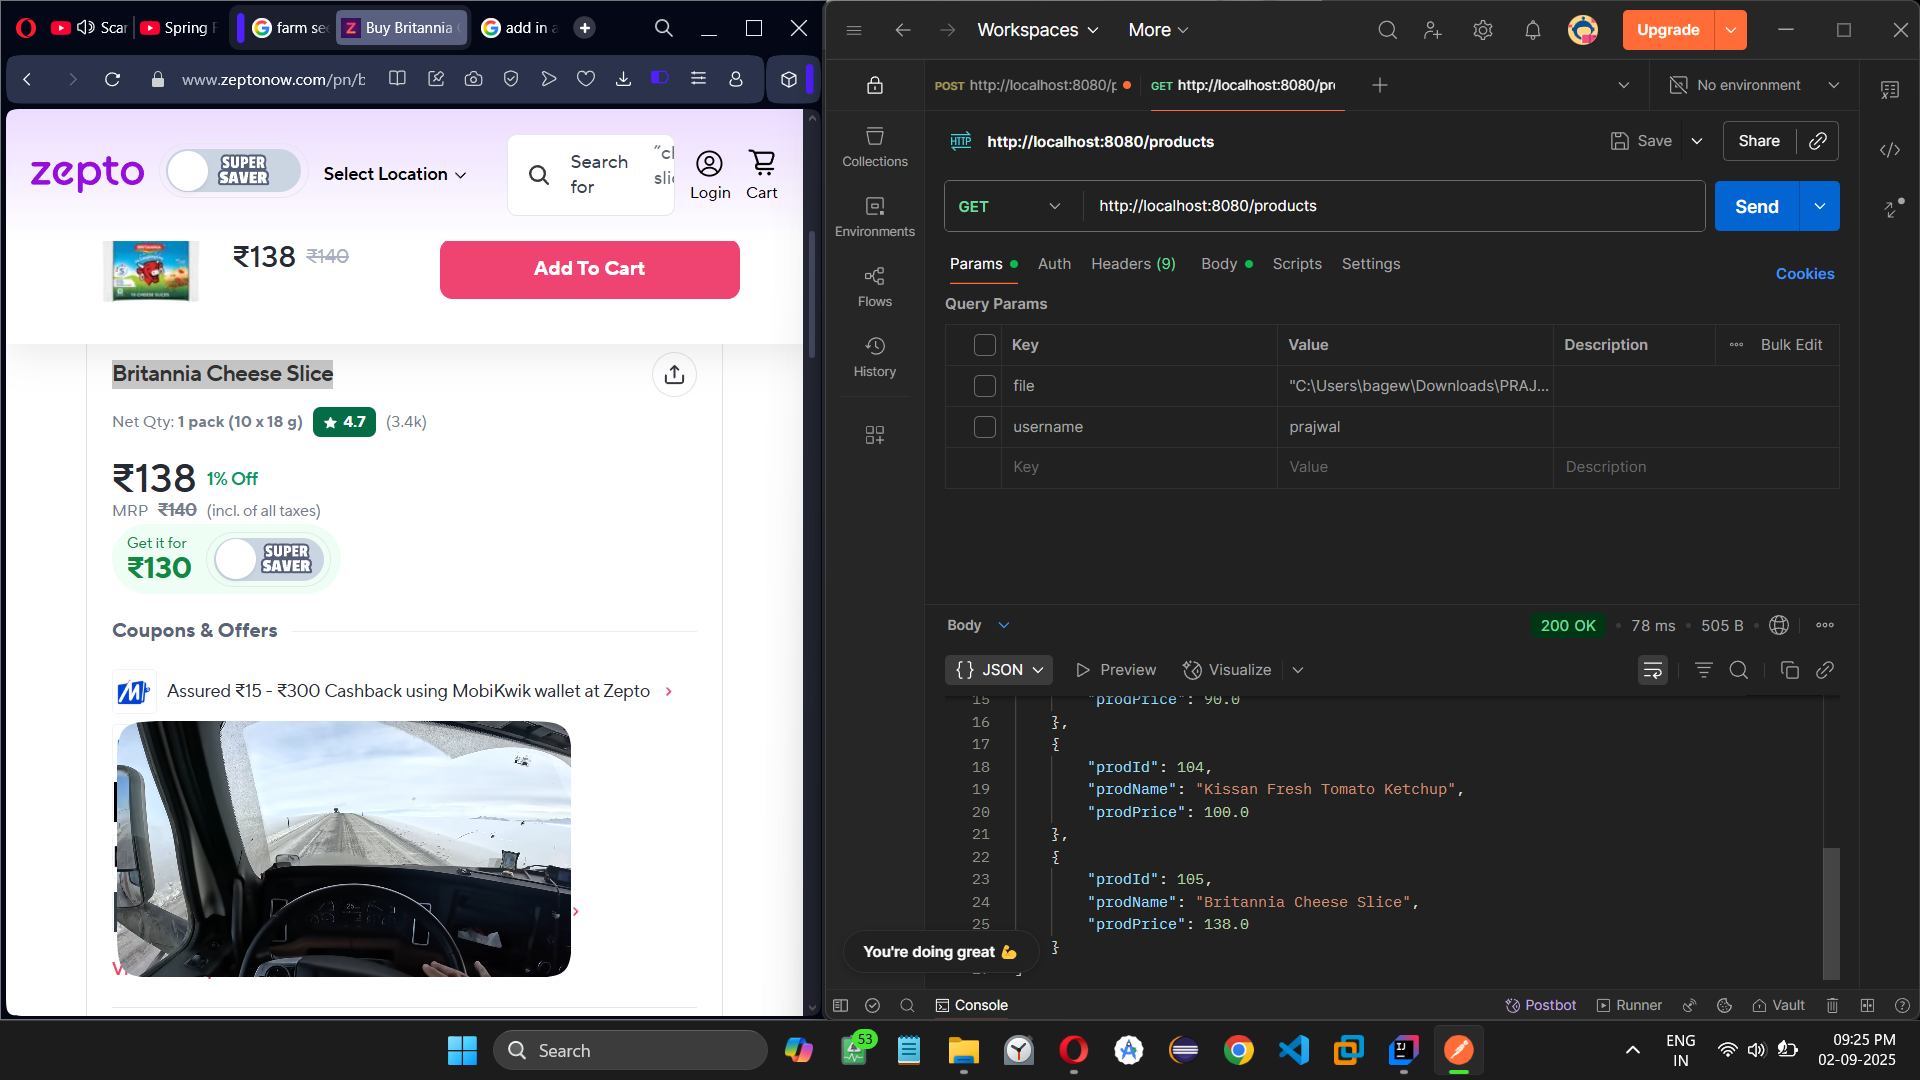 Scar
Spring F
farm se
Buy Britannia
add in a
www.zeptonow.com/pn/b
zepto
SUPER
SAVER
Select Location
Search
for
"cl
slic
Login
Cart
₹138 ₹140
Add To Cart
Britannia Cheese Slice
Net Qty: 1 pack (10 x 18 g) 4.7 (3.4k)
₹138 1% Off
MRP ₹140 (incl. of all taxes)
Get it for
₹130
SUPER
SAVER
Coupons & Offers
Assured ₹15 - ₹300 Cashback using MobiKwik wallet at Zepto
Workspaces More
Upgrade
POST http://localhost:8080/p
GET http://localhost:8080/pr
No environment
HTTP http://localhost:8080/products
Save
Share
Collections
Environments
Flows
History
GET http://localhost:8080/products
Send
Params Auth Headers (9) Body Scripts Settings
Cookies
Query Params
Key Value Description Bulk Edit
file "C:\Users\bagew\Downloads\PRAJ...
username prajwal
Key Value Description
Body
200 OK 78 ms 505 B
{} JSON Preview Visualize
15 "prodPrice": 90.0
16 },
17 {
18 "prodId": 104,
19 "prodName": "Kissan Fresh Tomato Ketchup",
20 "prodPrice": 100.0
21 },
22 {
23 "prodId": 105,
24 "prodName": "Britannia Cheese Slice",
25 "prodPrice": 138.0
}
You're doing great 💪
Console
Postbot Runner Vault
Search
53
ENG
IN
09:25 PM
02-09-2025